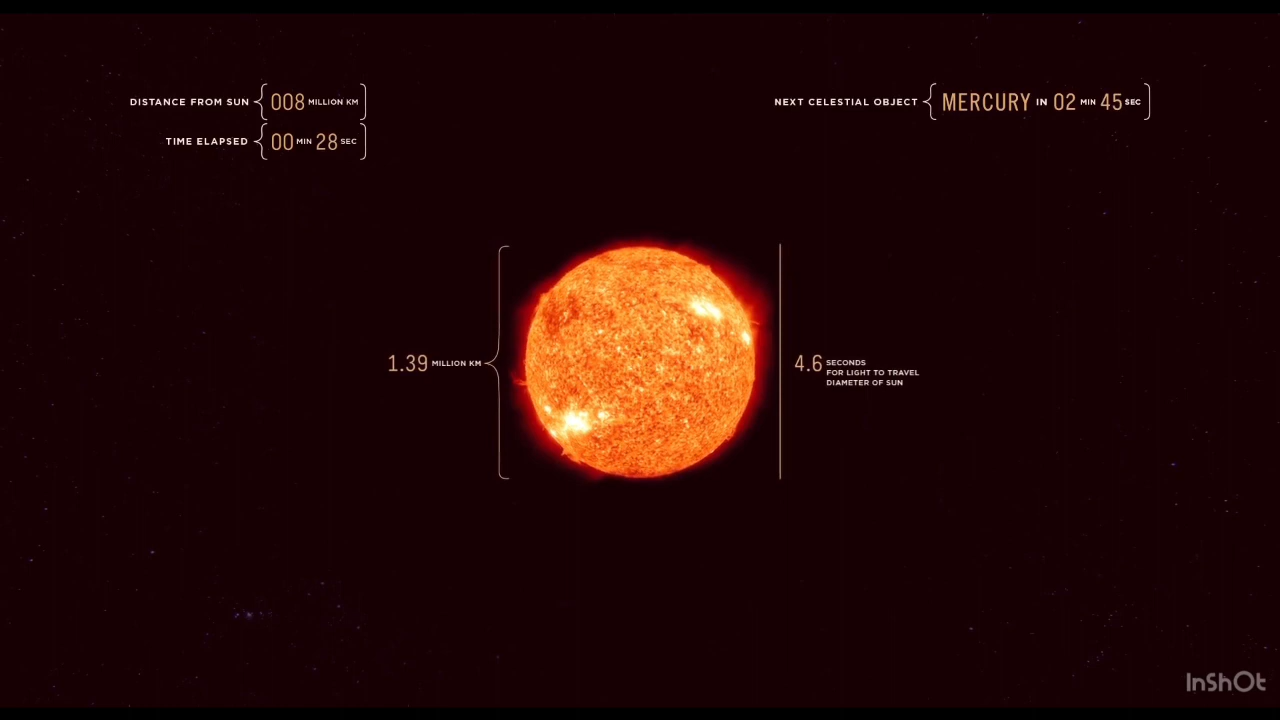 DISTANCE FROM SUN 008 MILLION KM
NEXT CELESTIAL OBJECT MERCURY IN 02 MIN 45 SEC
TIME ELAPSED 00 MIN 28 SEC
1.39 MILLION KM
4.6 SECONDS
FOR LIGHT TO TRAVEL
DIAMETER OF SUN
InShOt